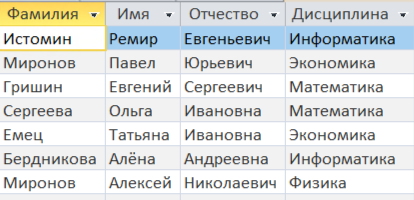 Фамилия Имя Отчество Дисциплина
Истомин Ремир Евгеньевич Информатика
Миронов Павел Юрьевич Экономика
Гришин Евгений Сергеевич Математика
Сергеева Ольга Ивановна Математика
Емец Татьяна Ивановна Экономика
Бердникова Алёна Андреевна Информатика
Миронов Алексей Николаевич Физика